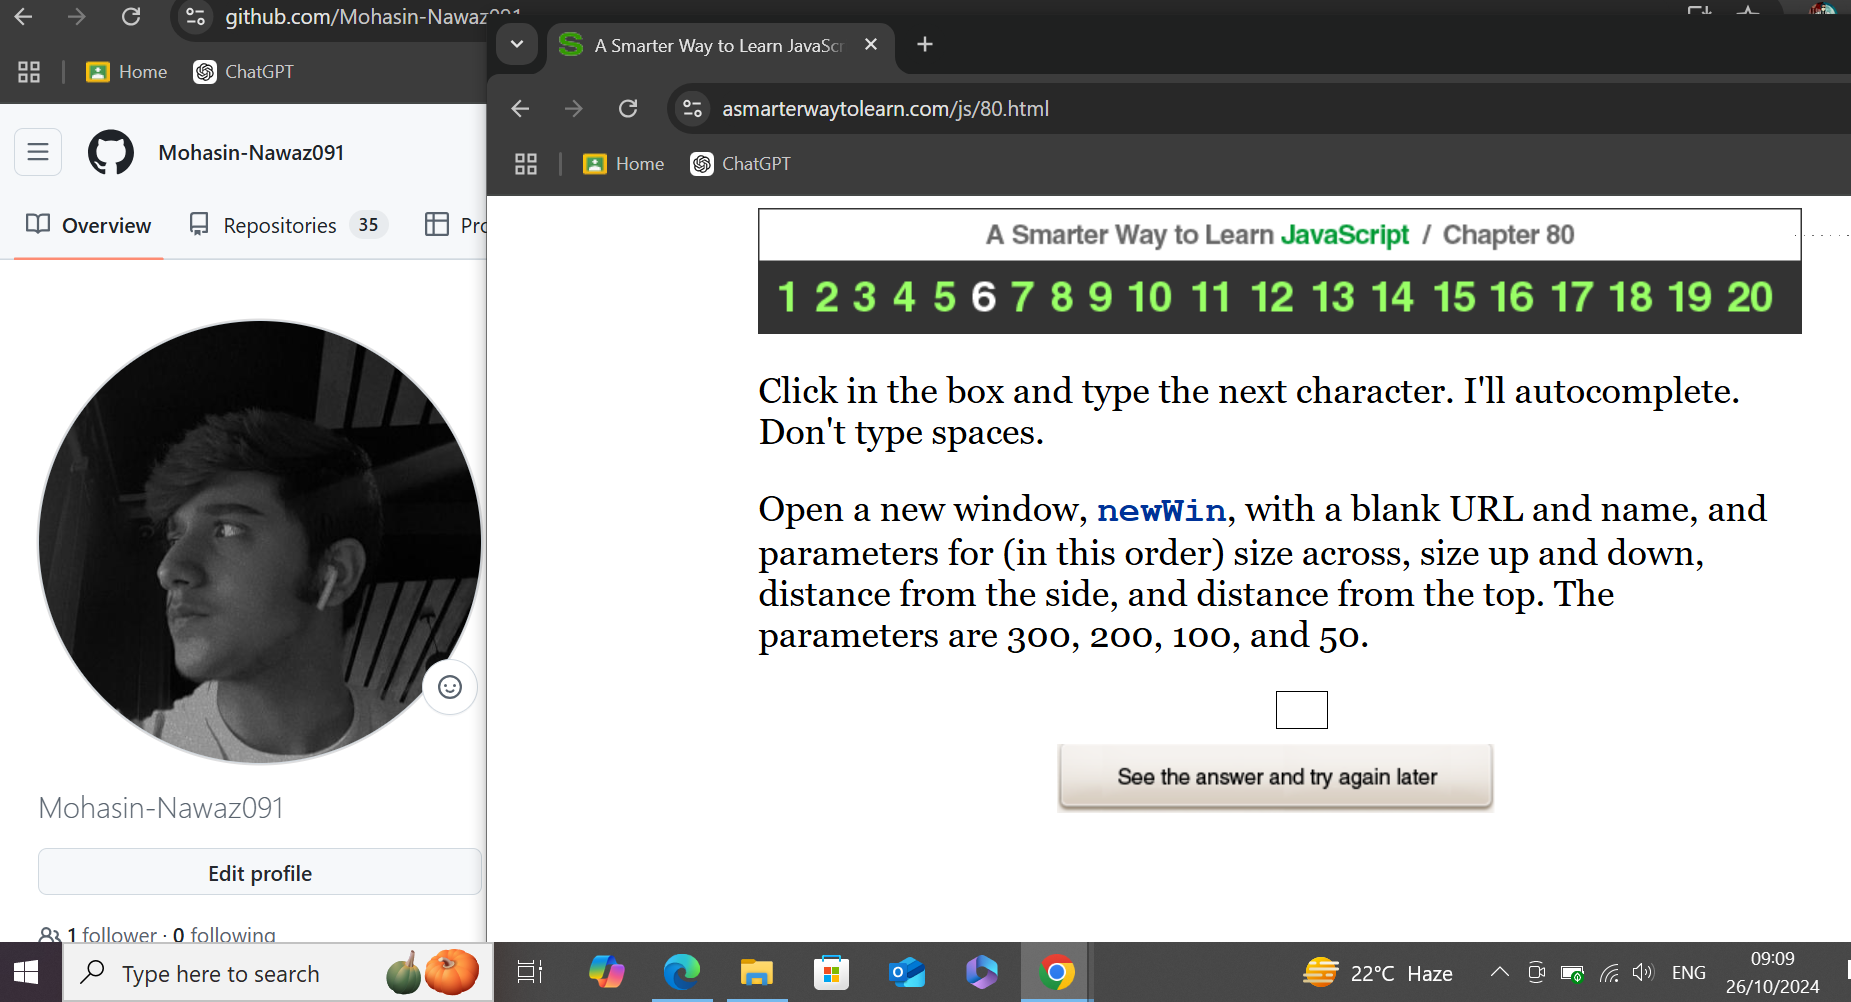 github.com/Mohasin-Nawaz091
Home
ChatGPT
Mohasin-Nawaz091
Overview
Repositories 35
Mohasin-Nawaz091
Edit profile
1 follower · 0 following
A Smarter Way to Learn JavaScr
asmarterwaytolearn.com/js/80.html
Home
ChatGPT
A Smarter Way to Learn JavaScript / Chapter 80
1 2 3 4 5 6 7 8 9 10 11 12 13 14 15 16 17 18 19 20
Click in the box and type the next character. I'll autocomplete.
Don't type spaces.
Open a new window, newWin, with a blank URL and name, and
parameters for (in this order) size across, size up and down,
distance from the side, and distance from the top. The
parameters are 300, 200, 100, and 50.
See the answer and try again later
Type here to search
22°C Haze
ENG
09:09
26/10/2024